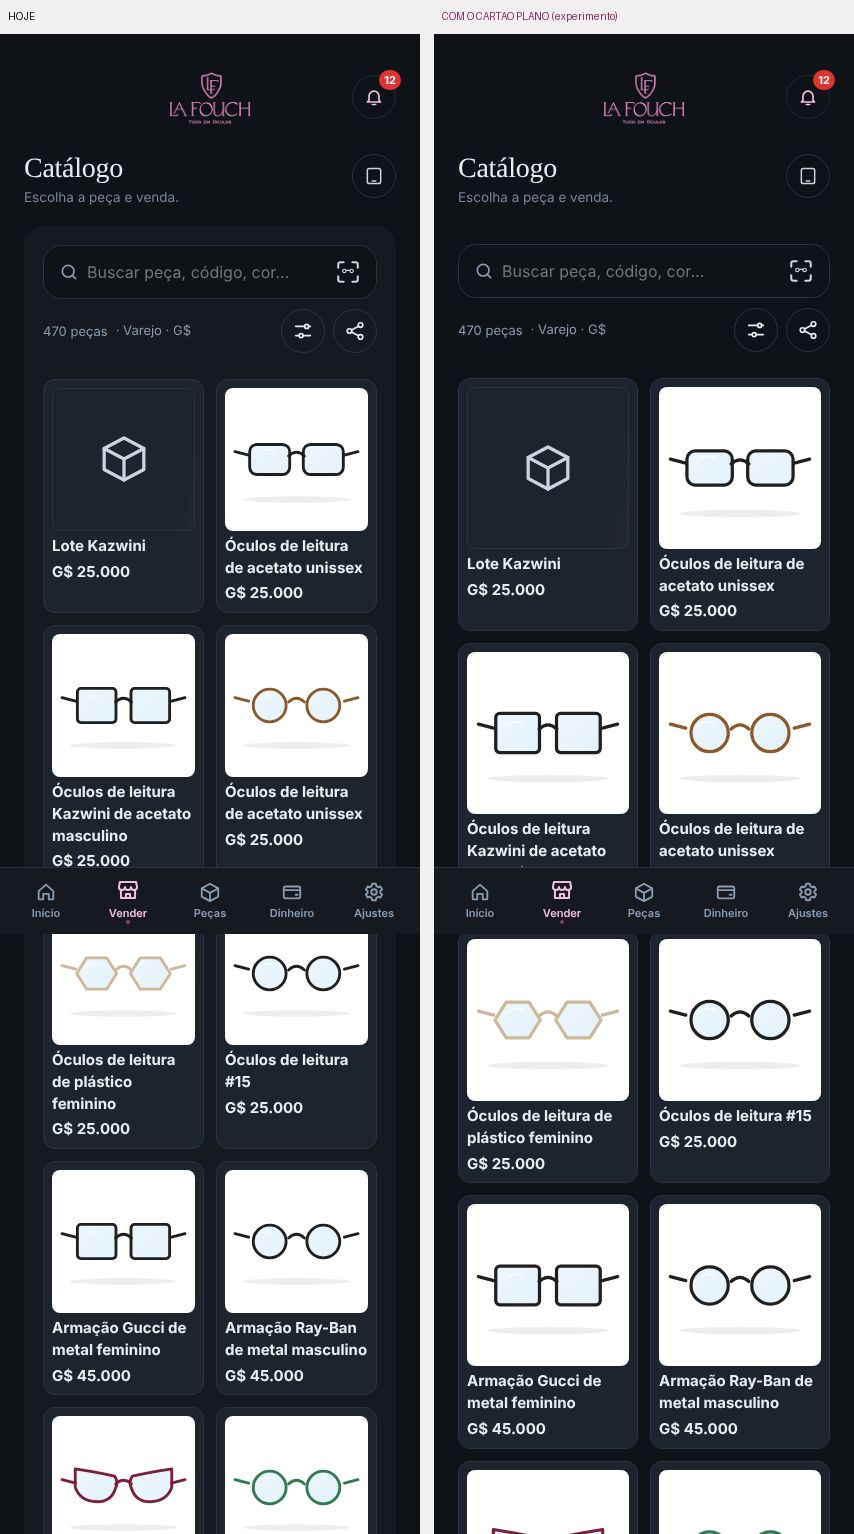 HOJE
LA FOUCH
TUDO EM ÓCULOS
12
Catálogo
Escolha a peça e venda.
Buscar peça, código, cor...
470 peças · Varejo · G$
Lote Kazwini
G$ 25.000
Óculos de leitura
de acetato unissex
G$ 25.000
Óculos de leitura
Kazwini de acetato
masculino
G$ 25.000
Óculos de leitura
de acetato unissex
G$ 25.000
Início
Vender
Peças
Dinheiro
Ajustes
Óculos de leitura
de plástico
feminino
G$ 25.000
Óculos de leitura
#15
G$ 25.000
Armação Gucci de
metal feminino
G$ 45.000
Armação Ray-Ban
de metal masculino
G$ 45.000
COM O CARTAO PLANO (experimento)
LA FOUCH
TUDO EM ÓCULOS
12
Catálogo
Escolha a peça e venda.
Buscar peça, código, cor...
470 peças · Varejo · G$
Lote Kazwini
G$ 25.000
Óculos de leitura de
acetato unissex
G$ 25.000
Óculos de leitura
Kazwini de acetato
Óculos de leitura de
acetato unissex
Início
Vender
Peças
Dinheiro
Ajustes
Óculos de leitura de
plástico feminino
G$ 25.000
Óculos de leitura #15
G$ 25.000
Armação Gucci de
metal feminino
G$ 45.000
Armação Ray-Ban de
metal masculino
G$ 45.000